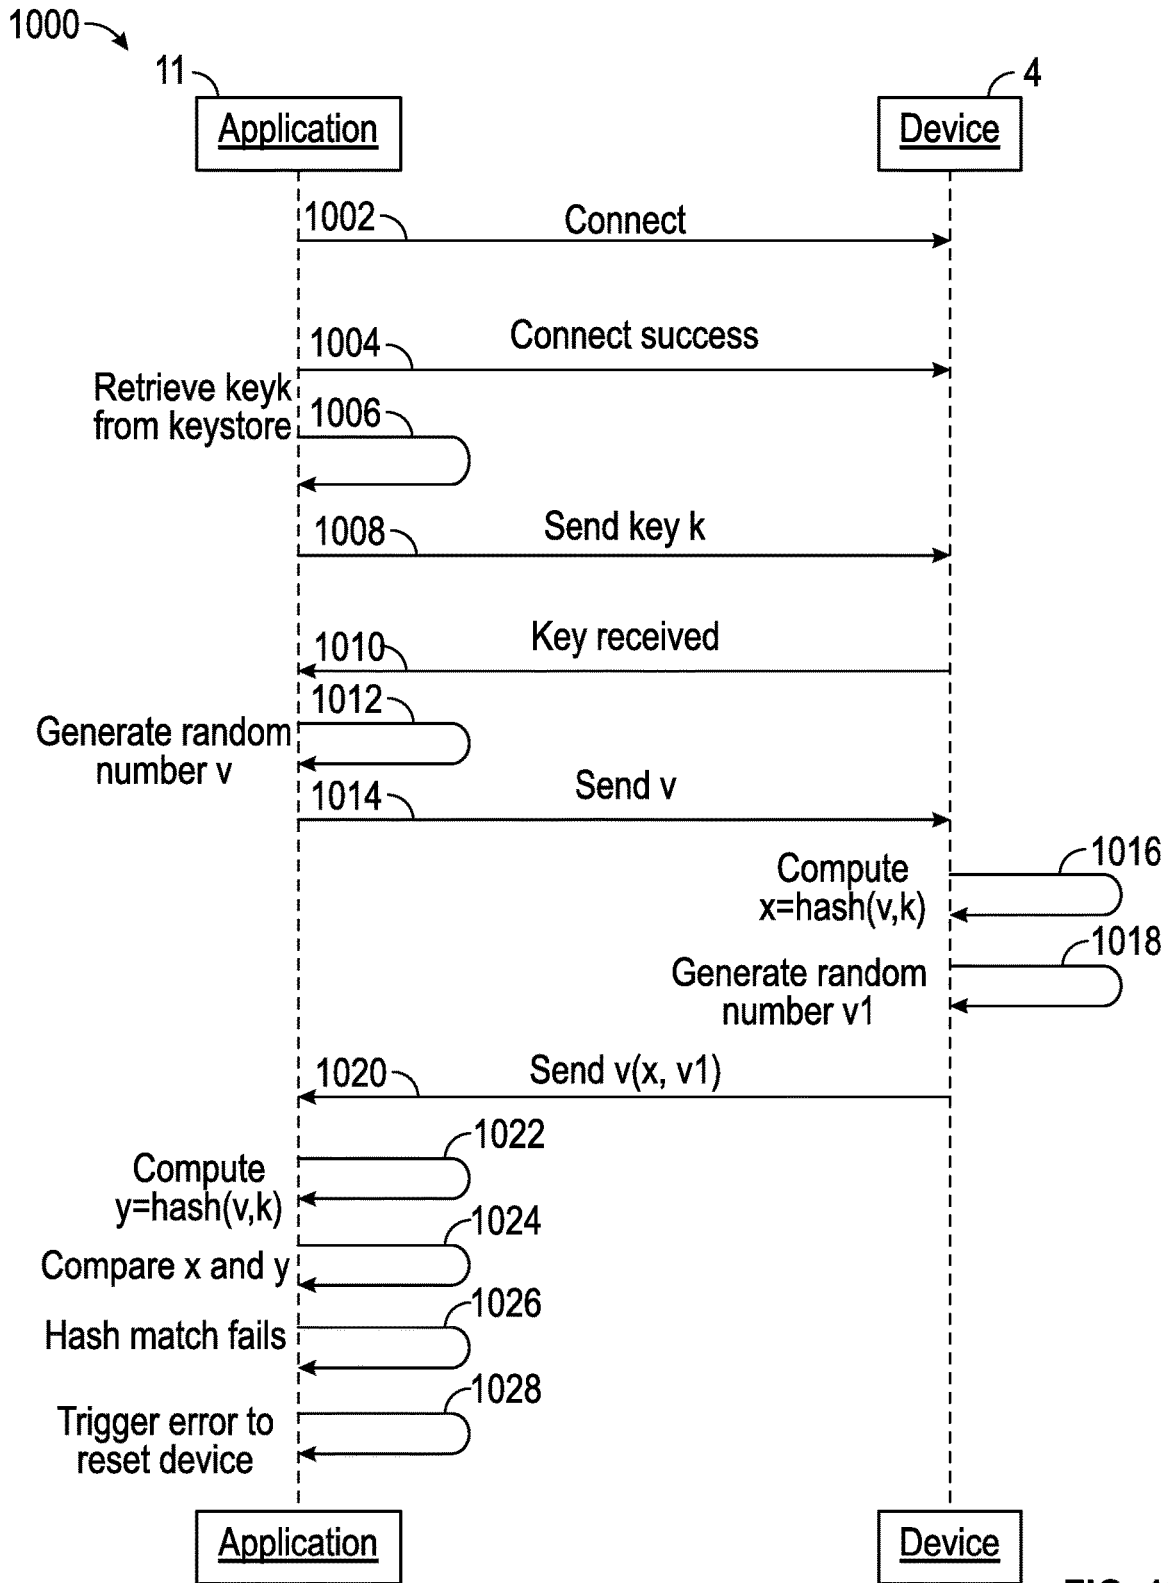 1000
11
4
Application
Device
1002
Connect
1004
Connect success
Retrieve keyk
from keystore
1006
1008
Send key k
1010
Key received
1012
Generate random
number v
1014
Send v
1016
Compute
x=hash(v,k)
1018
Generate random
number v1
1020
Send v(x, v1)
1022
Compute
y=hash(v,k)
1024
Compare x and y
1026
Hash match fails
1028
Trigger error to
reset device
Application
Device